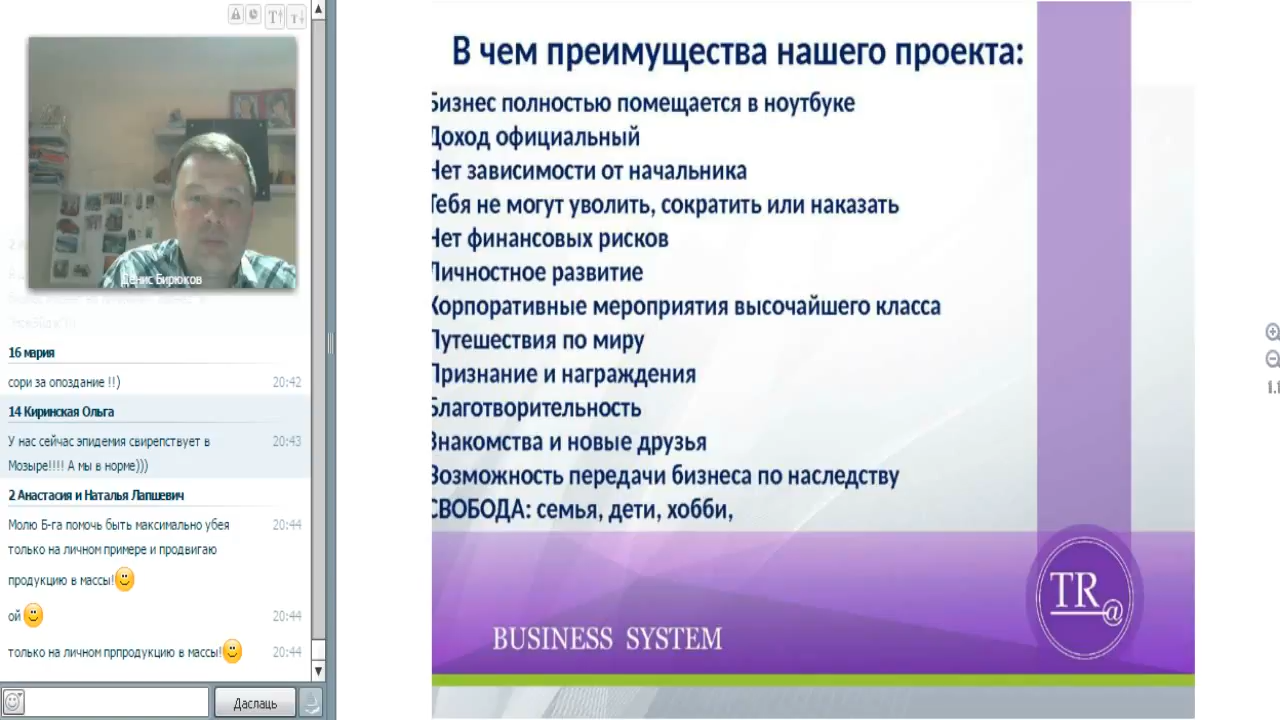 Денис Бирюков
16 мария
сори за опоздание !!)
20:42
14 Киринская Ольга
У нас сейчас эпидемия свирепствует в
20:43
Мозыре!!!! А мы в норме)))
2 Анастасия и Наталья Лапшевич
Молю Б-га помочь быть максимально убея
20:44
только на личном примере и продвигаю
продукцию в массы!
ой
20:44
только на личном прпродукцию в массы!
20:44
Даслаць
В чем преимущества нашего проекта:
Бизнес полностью помещается в ноутбуке
Доход официальный
Нет зависимости от начальника
Тебя не могут уволить, сократить или наказать
Нет финансовых рисков
Личностное развитие
Корпоративные мероприятия высочайшего класса
Путешествия по миру
Признание и награждения
Благотворительность
Знакомства и новые друзья
Возможность передачи бизнеса по наследству
СВОБОДА: семья, дети, хобби,
BUSINESS SYSTEM
TR@